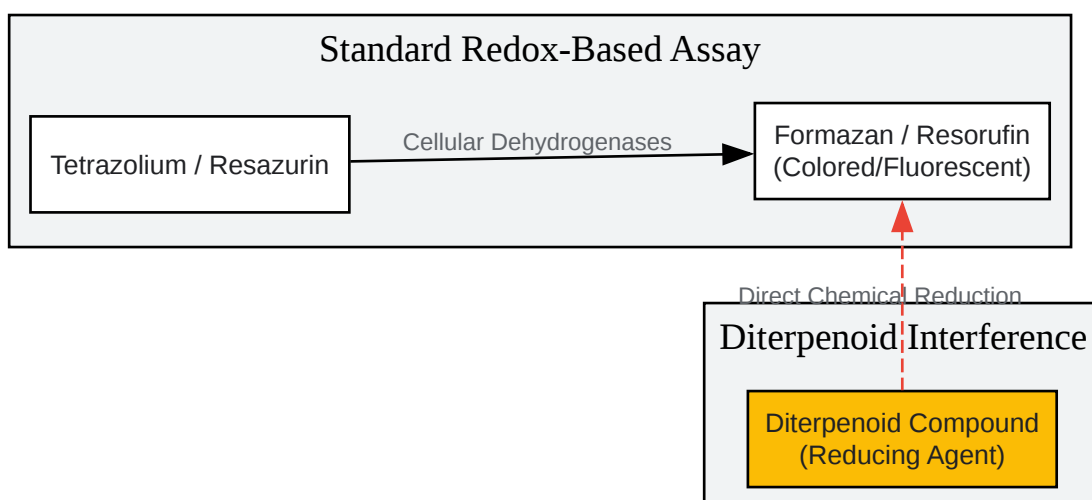 Standard Redox-Based Assay
Tetrazolium / Resazurin
Cellular Dehydrogenases
Formazan / Resorufin
(Colored/Fluorescent)
Direct Chemical Reduction
Diterpenoid Interference
Diterpenoid Compound
(Reducing Agent)